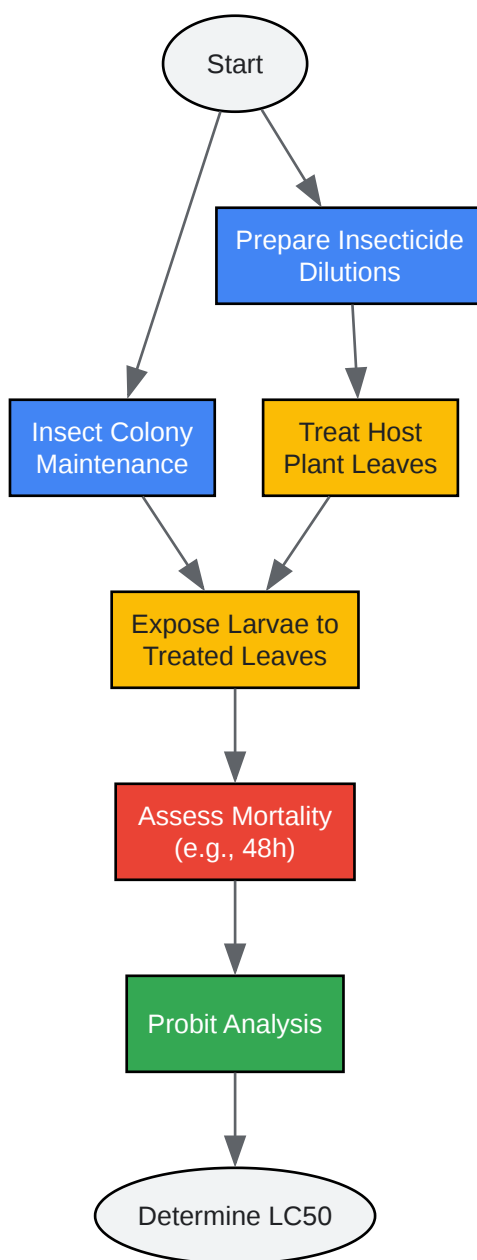 Start
Prepare Insecticide
Dilutions
Insect Colony
Maintenance
Treat Host
Plant Leaves
Expose Larvae to
Treated Leaves
Assess Mortality
(e.g., 48h)
Probit Analysis
Determine LC50